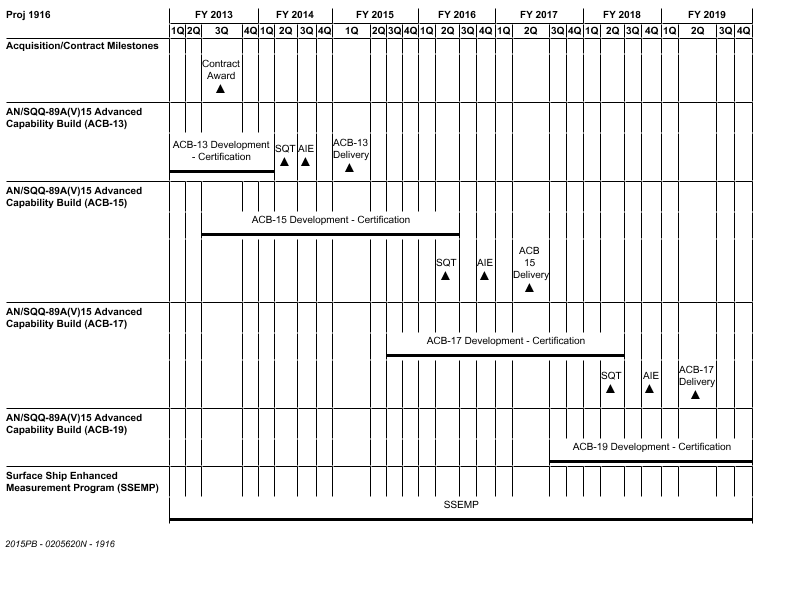 Proj 1916
FY 2013 FY 2014 FY 2015 FY 2016 FY 2017 FY 2018 FY 2019
1Q 2Q 3Q 4Q 1Q 2Q 3Q 4Q 1Q 2Q 3Q 4Q 1Q 2Q 3Q 4Q 1Q 2Q 3Q 4Q 1Q 2Q 3Q 4Q 1Q 2Q 3Q 4Q
Acquisition/Contract Milestones
Contract
Award
AN/SQQ-89A(V)15 Advanced
Capability Build (ACB-13)
ACB-13 Development
- Certification
SQT
AIE
ACB-13
Delivery
AN/SQQ-89A(V)15 Advanced
Capability Build (ACB-15)
ACB-15 Development - Certification
SQT
AIE
ACB
15
Delivery
AN/SQQ-89A(V)15 Advanced
Capability Build (ACB-17)
ACB-17 Development - Certification
SQT
AIE
ACB-17
Delivery
AN/SQQ-89A(V)15 Advanced
Capability Build (ACB-19)
ACB-19 Development - Certification
Surface Ship Enhanced
Measurement Program (SSEMP)
SSEMP
2015PB - 0205620N - 1916